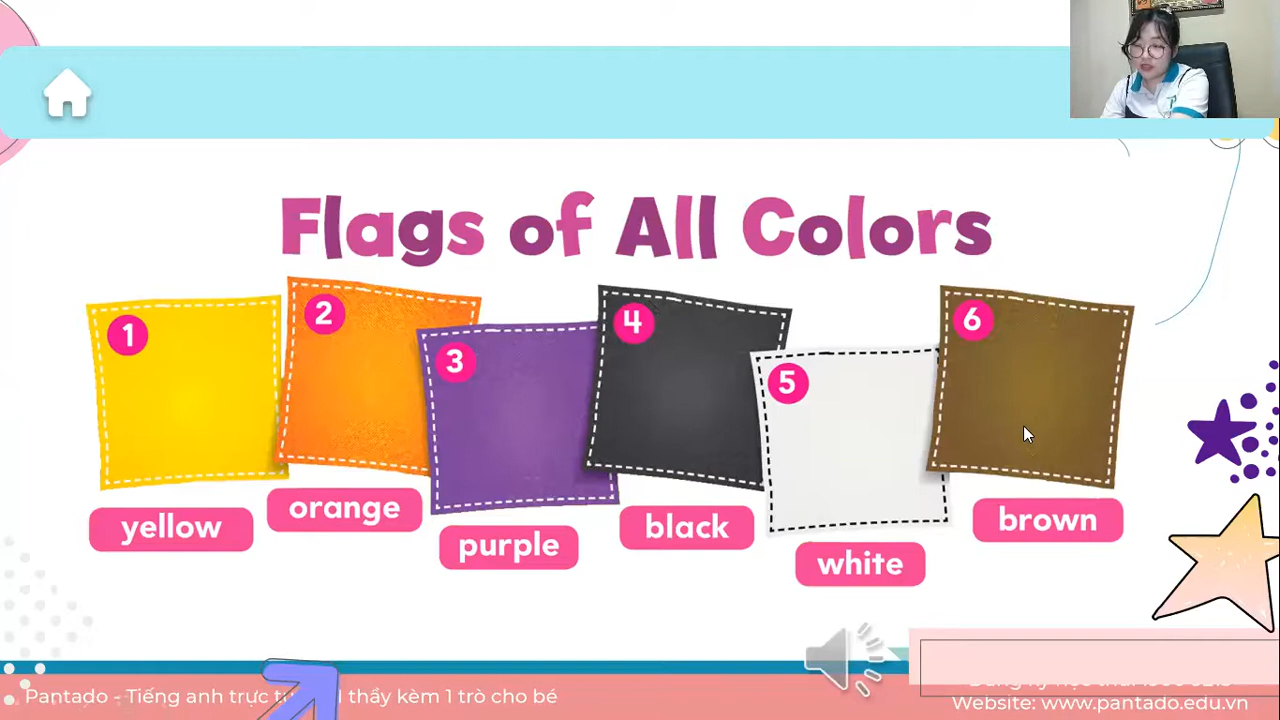 Flags of All Colors
1
2
3
4
5
6
yellow
orange
purple
black
white
brown
Pantado - Tiếng anh trực tu thầy kèm 1 trò cho bé
Website: www.pantado.edu.vn